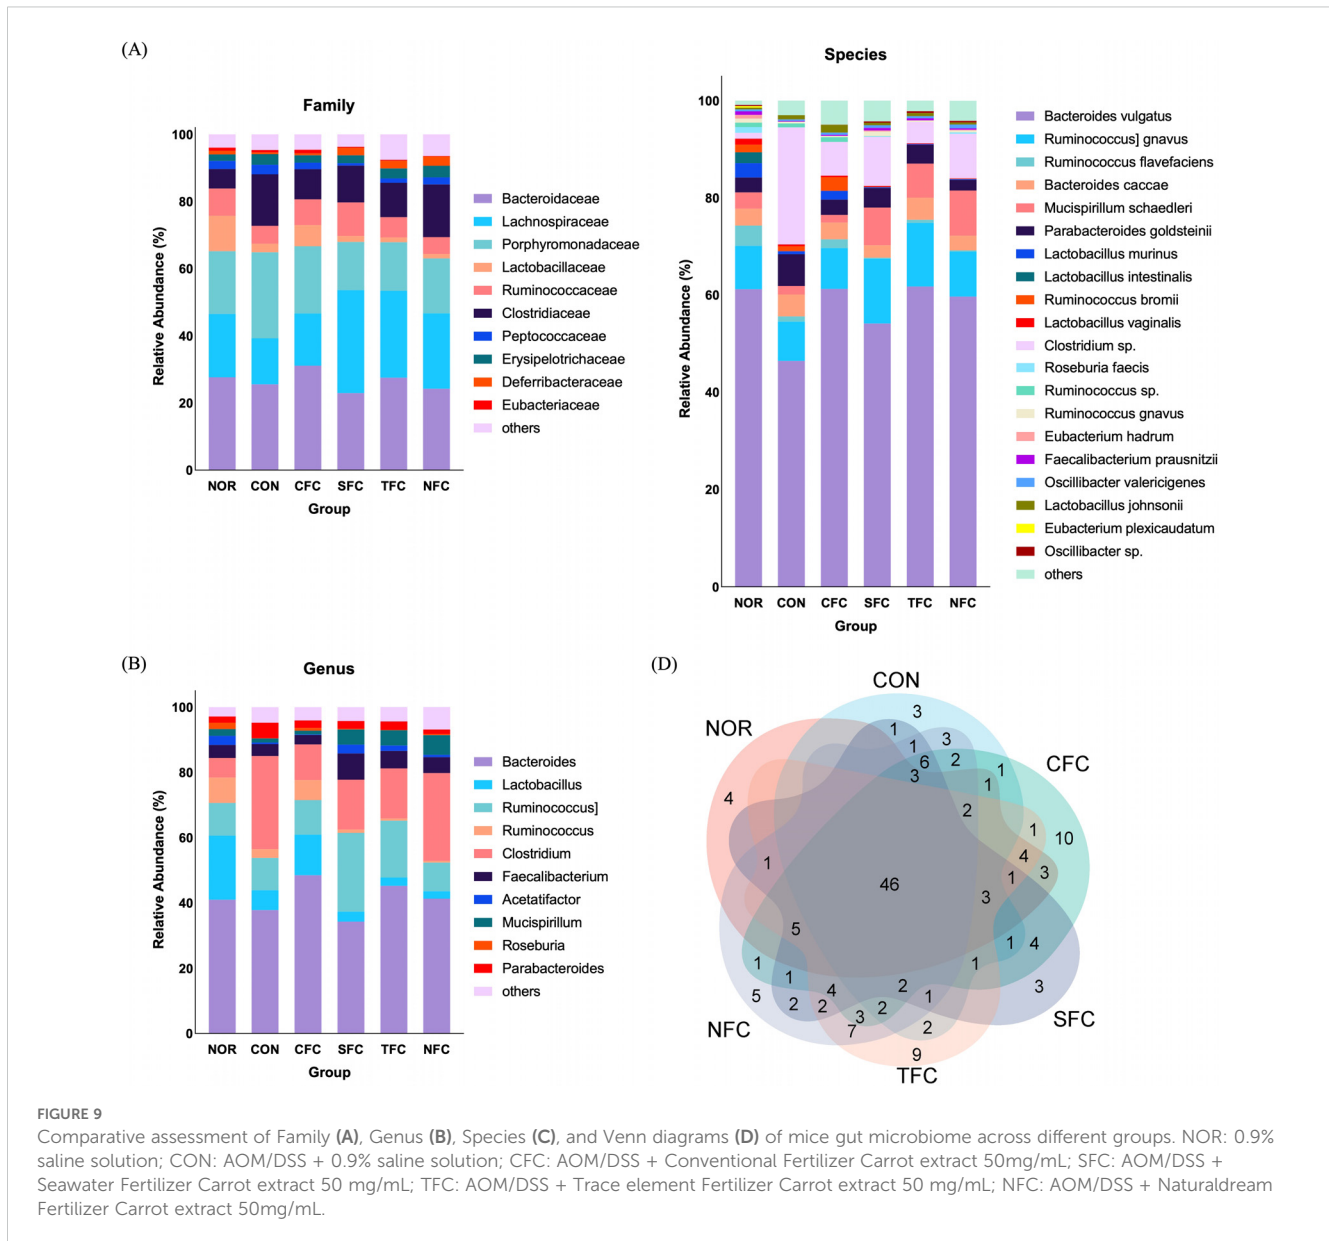 (A)
Family
Relative Abundance (%)
100
80
60
40
20
0
NOR CON CFC SFC TFC NFC
Group
Bacteroidaceae
Lachnospiraceae
Porphyromonadaceae
Lactobacillaceae
Ruminococcaceae
Clostridiaceae
Peptococcaceae
Erysipelotrichaceae
Deferribacteraceae
Eubacteriaceae
others
Species
Relative Abundance (%)
100
80
60
40
20
0
NOR CON CFC SFC TFC NFC
Group
Bacteroides vulgatus
Ruminococcus] gnavus
Ruminococcus flavefaciens
Bacteroides caccae
Mucispirillum schaedleri
Parabacteroides goldsteinii
Lactobacillus murinus
Lactobacillus intestinalis
Ruminococcus bromii
Lactobacillus vaginalis
Clostridium sp.
Roseburia faecis
Ruminococcus sp.
Ruminococcus gnavus
Eubacterium hadrum
Faecalibacterium prausnitzii
Oscillibacter valericigenes
Lactobacillus johnsonii
Eubacterium plexicaudatum
Oscillibacter sp.
others
(B)
Genus
Relative Abundance (%)
100
80
60
40
20
0
NOR CON CFC SFC TFC NFC
Group
Bacteroides
Lactobacillus
Ruminococcus]
Ruminococcus
Clostridium
Faecalibacterium
Acetatifactor
Mucispirillum
Roseburia
Parabacteroides
others
(D)
CON
NOR
CFC
SFC
TFC
NFC
3
1
3
1
2
6
3
1
1
2
4
1
10
4
3
1
1
46
3
5
1
4
1
1
1
2
3
5
2
2
4
2
1
3
7
2
9
FIGURE 9
Comparative assessment of Family (A), Genus (B), Species (C), and Venn diagrams (D) of mice gut microbiome across different groups. NOR: 0.9%
saline solution; CON: AOM/DSS + 0.9% saline solution; CFC: AOM/DSS + Conventional Fertilizer Carrot extract 50mg/mL; SFC: AOM/DSS +
Seawater Fertilizer Carrot extract 50 mg/mL; TFC: AOM/DSS + Trace element Fertilizer Carrot extract 50 mg/mL; NFC: AOM/DSS + Naturaldream
Fertilizer Carrot extract 50mg/mL.